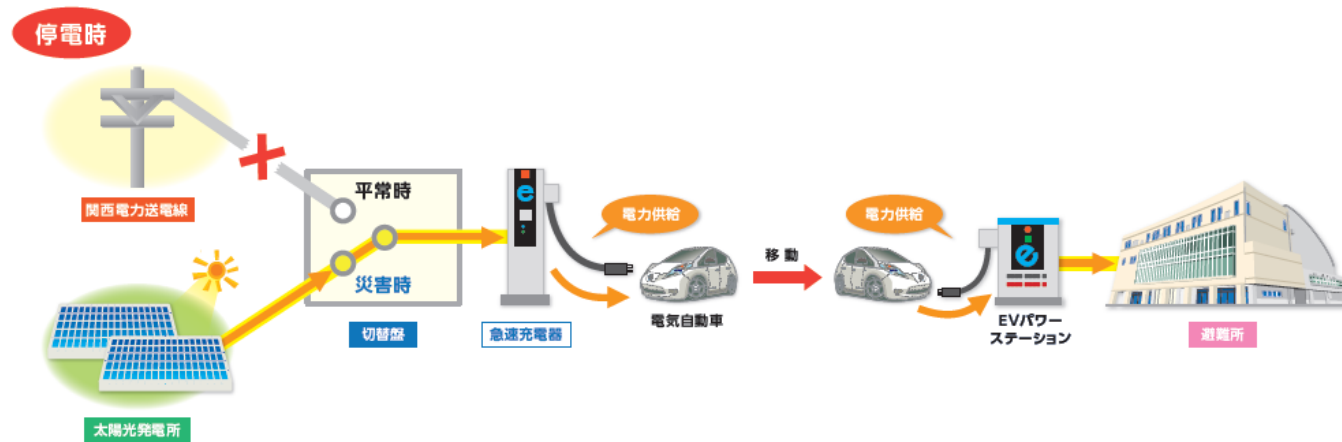 停電時
関西電力送電線
平常時
災害時
切替盤
太陽光発電所
e
急速充電器
電力供給
電気自動車
移動
電力供給
e
EVパワー
ステーション
避難所